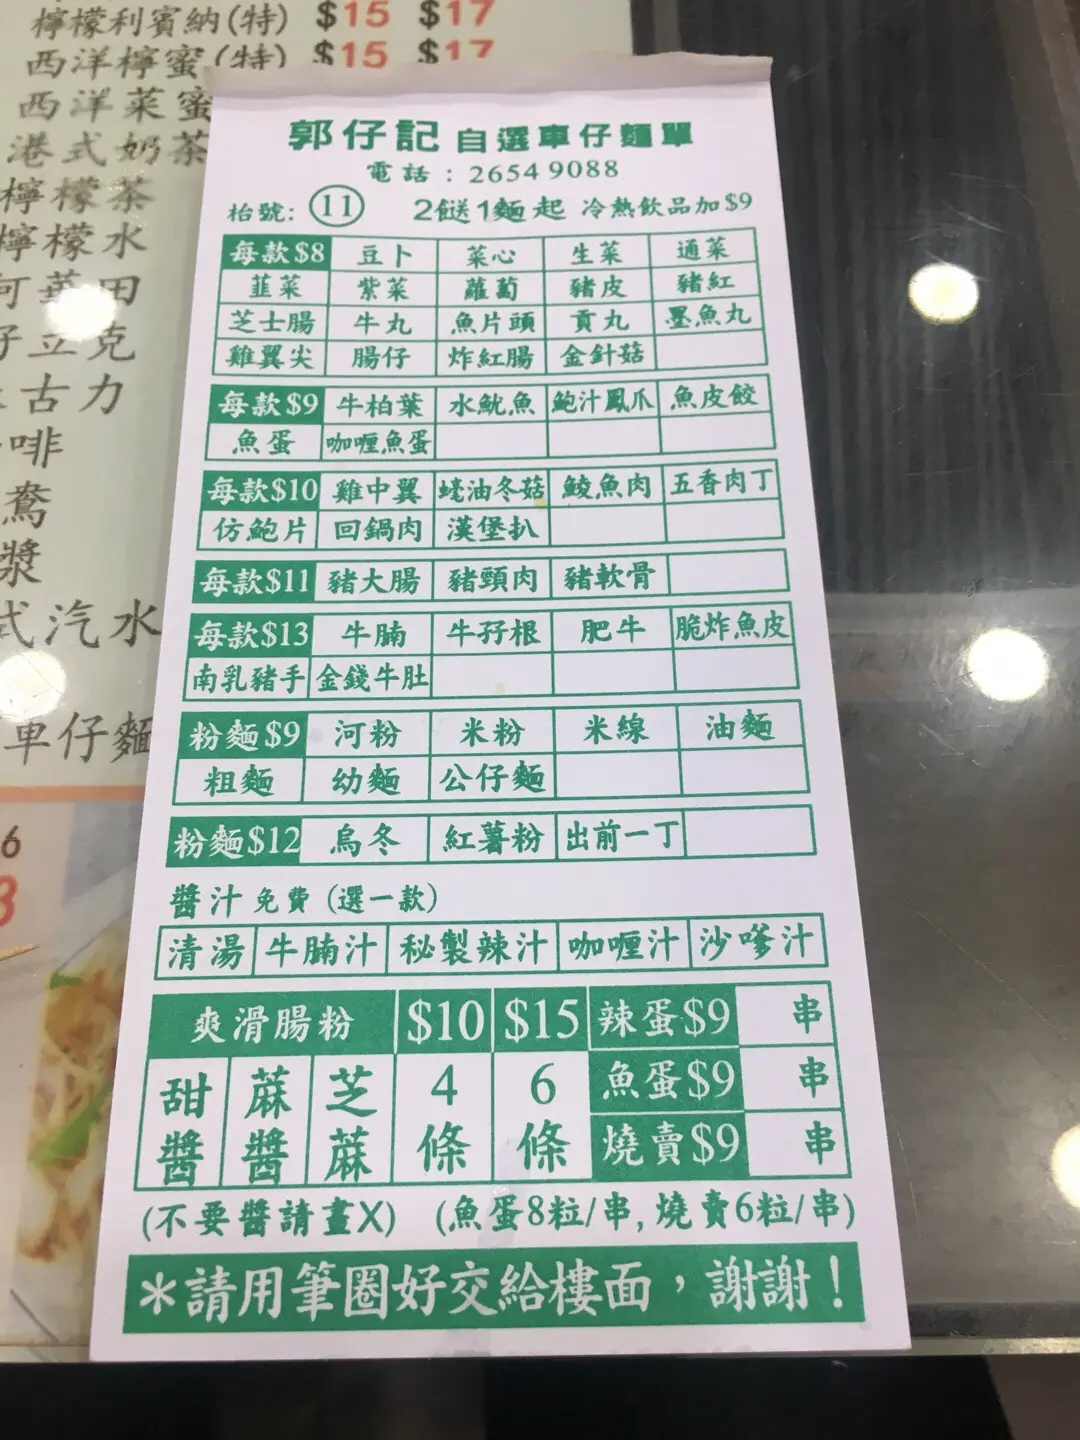 檸檬利賓納(特) $15 $17
西洋檸蜜(特) $15 $17
西洋菜蜜
港式奶茶
檸檬茶
檸檬水
華田
立克
古力
啡
鴦
漿
式汽水
車仔麵
郭仔記 自選車仔麵單
電話：2654 9088
枱號: 11 2餸1麵起 冷熱飲品加$9
每款$8 豆卜 菜心 生菜 通菜
韮菜 紫菜 蘿蔔 豬皮 豬紅
芝士腸 牛丸 魚片頭 貢丸 墨魚丸
雞翼尖 腸仔 炸紅腸 金針菇
每款$9 牛柏葉 水魷魚 鮑汁鳳爪 魚皮餃
魚蛋 咖喱魚蛋
每款$10 雞中翼 蠔油冬菇 鯪魚肉 五香肉丁
仿鮑片 回鍋肉 漢堡扒
每款$11 豬大腸 豬頸肉 豬軟骨
每款$13 牛腩 牛孖根 肥牛 脆炸魚皮
南乳豬手 金錢牛肚
粉麵$9 河粉 米粉 米線 油麵
粗麵 幼麵 公仔麵
粉麵$12 烏冬 紅薯粉 出前一丁
醬汁免費 (選一款)
清湯 牛腩汁 秘製辣汁 咖喱汁 沙嗲汁
爽滑腸粉 $10 $15 辣蛋$9 串
甜醬 蔴醬 芝蔴 4條 6條 魚蛋$9 串
燒賣$9 串
(不要醬請畫X) (魚蛋8粒/串, 燒賣6粒/串)
＊請用筆圈好交給樓面，謝謝！